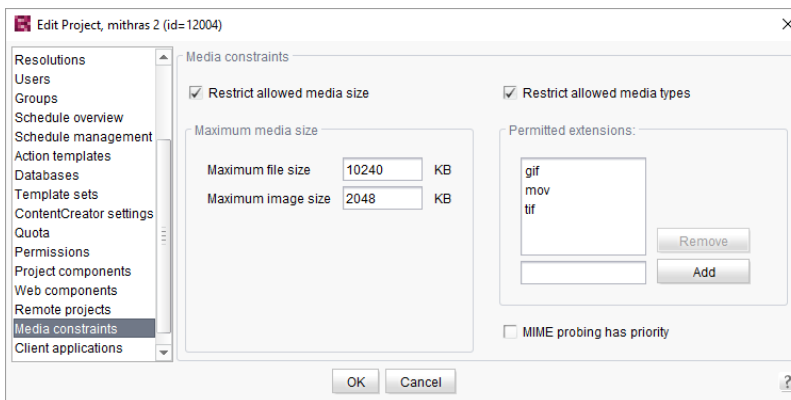 Edit Project, mithras 2 (id=12004)
Resolutions
Users
Groups
Schedule overview
Schedule management
Action templates
Databases
Template sets
ContentCreator settings
Quota
Permissions
Project components
Web components
Remote projects
Media constraints
Client applications
Media constraints
Restrict allowed media size
Maximum media size
Maximum file size 10240 KB
Maximum image size 2048 KB
Restrict allowed media types
Permitted extensions:
gif
mov
tif
Remove
Add
MIME probing has priority
OK Cancel
?